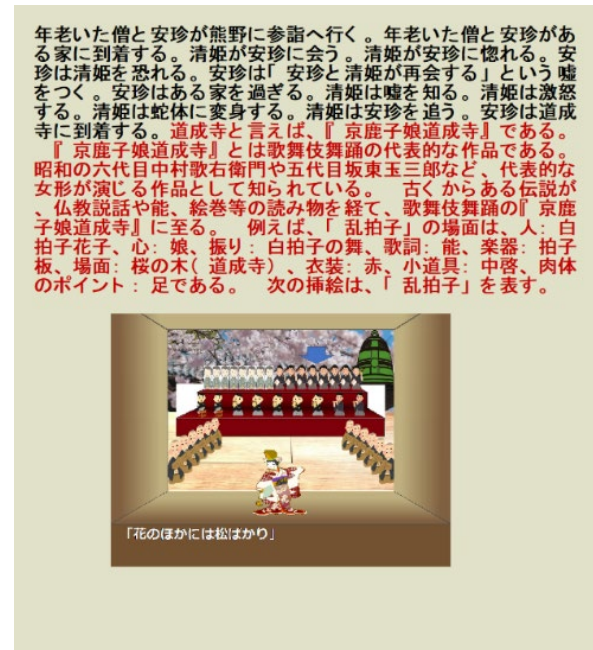 年老いた僧と安珍が熊野に参詣へ行く。年老いた僧と安珍があ
る家に到着する。清姫が安珍に会う。清姫が安珍に惚れる。安
珍は清姫を恐れる。安珍は「安珍と清姫が再会する」という嘘
をつく。安珍はある家を過ぎる。清姫は嘘を知る。清姫は激怒
する。清姫は蛇体に変身する。清姫は安珍を追う。安珍は道成
寺に到着する。道成寺と言えば、『京鹿子娘道成寺』である。
『京鹿子娘道成寺』とは歌舞伎舞踊の代表的な作品である。
昭和の六代目中村歌右衛門や五代目坂東玉三郎など、代表的な
女形が演じる作品として知られている。 古くからある伝説が
、仏教説話や能、絵巻等の読み物を経て、歌舞伎舞踊の『京鹿
子娘道成寺』に至る。 例えば、「乱拍子」の場面は、人: 白
拍子花子、心: 娘、振り: 白拍子の舞、歌詞: 能、楽器: 拍子
板、場面: 桜の木(道成寺)、衣装: 赤、小道具: 中啓、肉体
のポイント: 足である。 次の挿絵は、「乱拍子」を表す。
「花のほかには松ばかり」